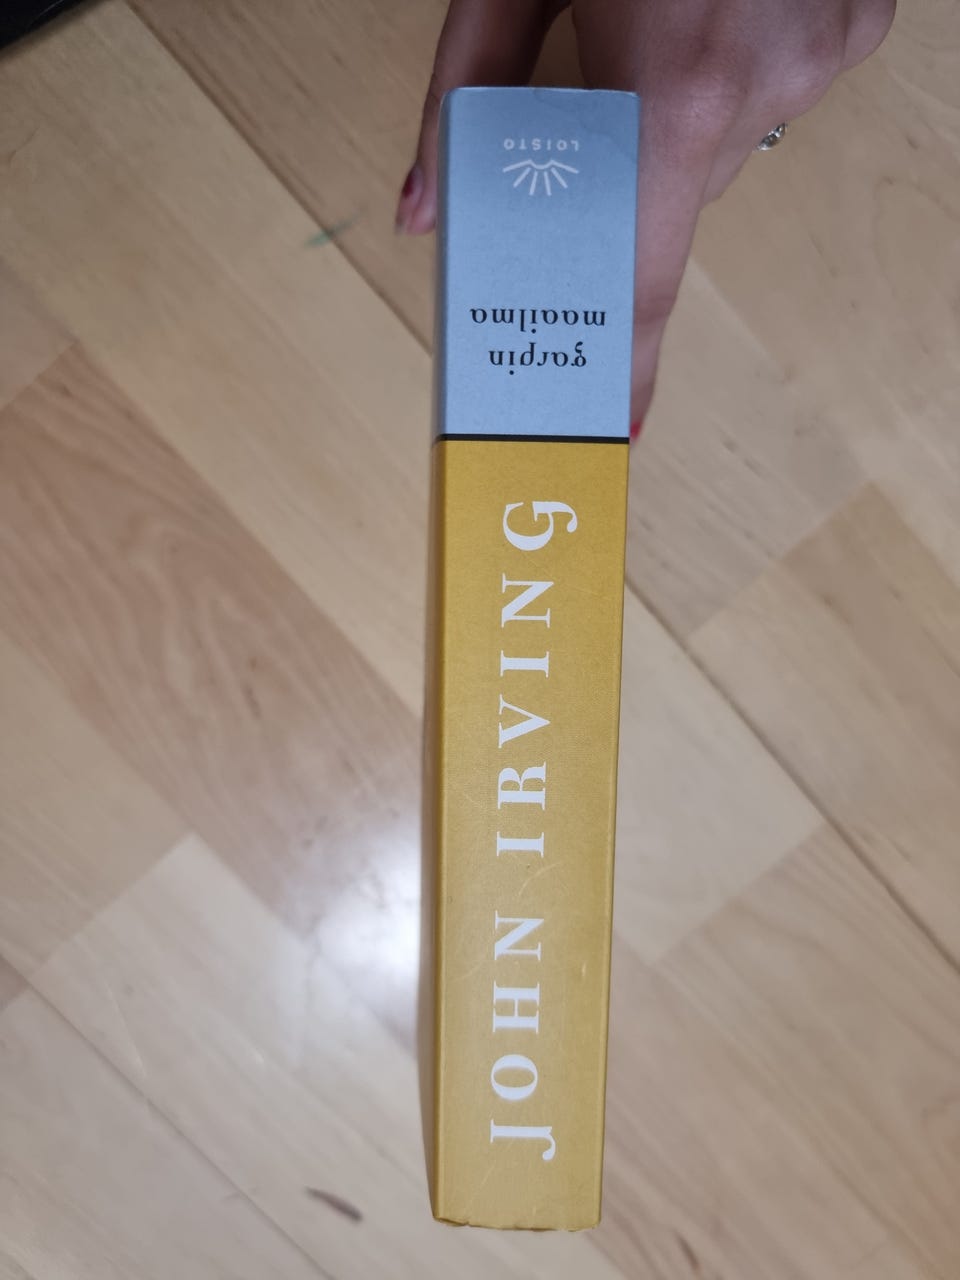 JOHN IRVING
garpin
maailma
LOISTO